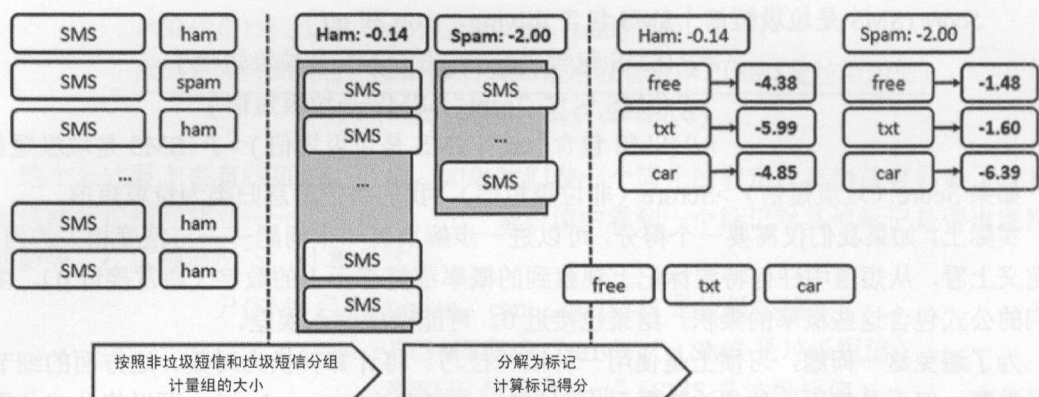 SMS ham
SMS spam
SMS ham
...
SMS ham
SMS ham
Ham: -0.14 Spam: -2.00
SMS
SMS
...
SMS
SMS
SMS
...
SMS
Ham: -0.14
free -4.38
txt -5.99
car -4.85
Spam: -2.00
free -1.48
txt -1.60
car -6.39
free txt car
按照非垃圾短信和垃圾短信分组
计量组的大小
分解为标记
计算标记得分